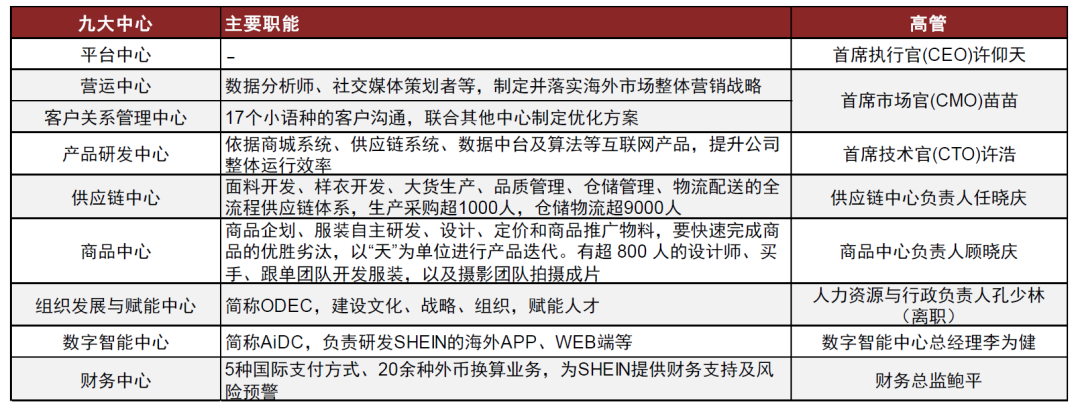 九大中心 主要职能 高管
平台中心 – 首席执行官(CEO)许仰天
营运中心 数据分析师、社交媒体策划者等，制定并落实海外市场整体营销战略
首席市场官(CMO)苗苗
客户关系管理中心 17个小语种的客户沟通，联合其他中心制定优化方案
产品研发中心 依据商城系统、供应链系统、数据中台及算法等互联网产品，提升公司
整体运行效率
首席技术官(CTO)许浩
供应链中心 面料开发、样衣开发、大货生产、品质管理、仓储管理、物流配送的全
流程供应链体系，生产采购超1000人，仓储物流超9000人
供应链中心负责人任晓庆
商品中心 商品企划、服装自主研发、设计、定价和商品推广物料，要快速完成商
品的优胜劣汰，以“天”为单位进行产品迭代。有超 800 人的设计师、买
手、跟单团队开发服装，以及摄影团队拍摄成片
商品中心负责人顾晓庆
组织发展与赋能中心 简称ODEC，建设文化、战略、组织，赋能人才
人力资源与行政负责人孔少林
（离职）
数字智能中心 简称AiDC，负责研发SHEIN的海外APP、WEB端等 数字智能中心总经理李为健
财务中心 5种国际支付方式、20余种外币换算业务，为SHEIN提供财务支持及风
险预警
财务总监鲍平